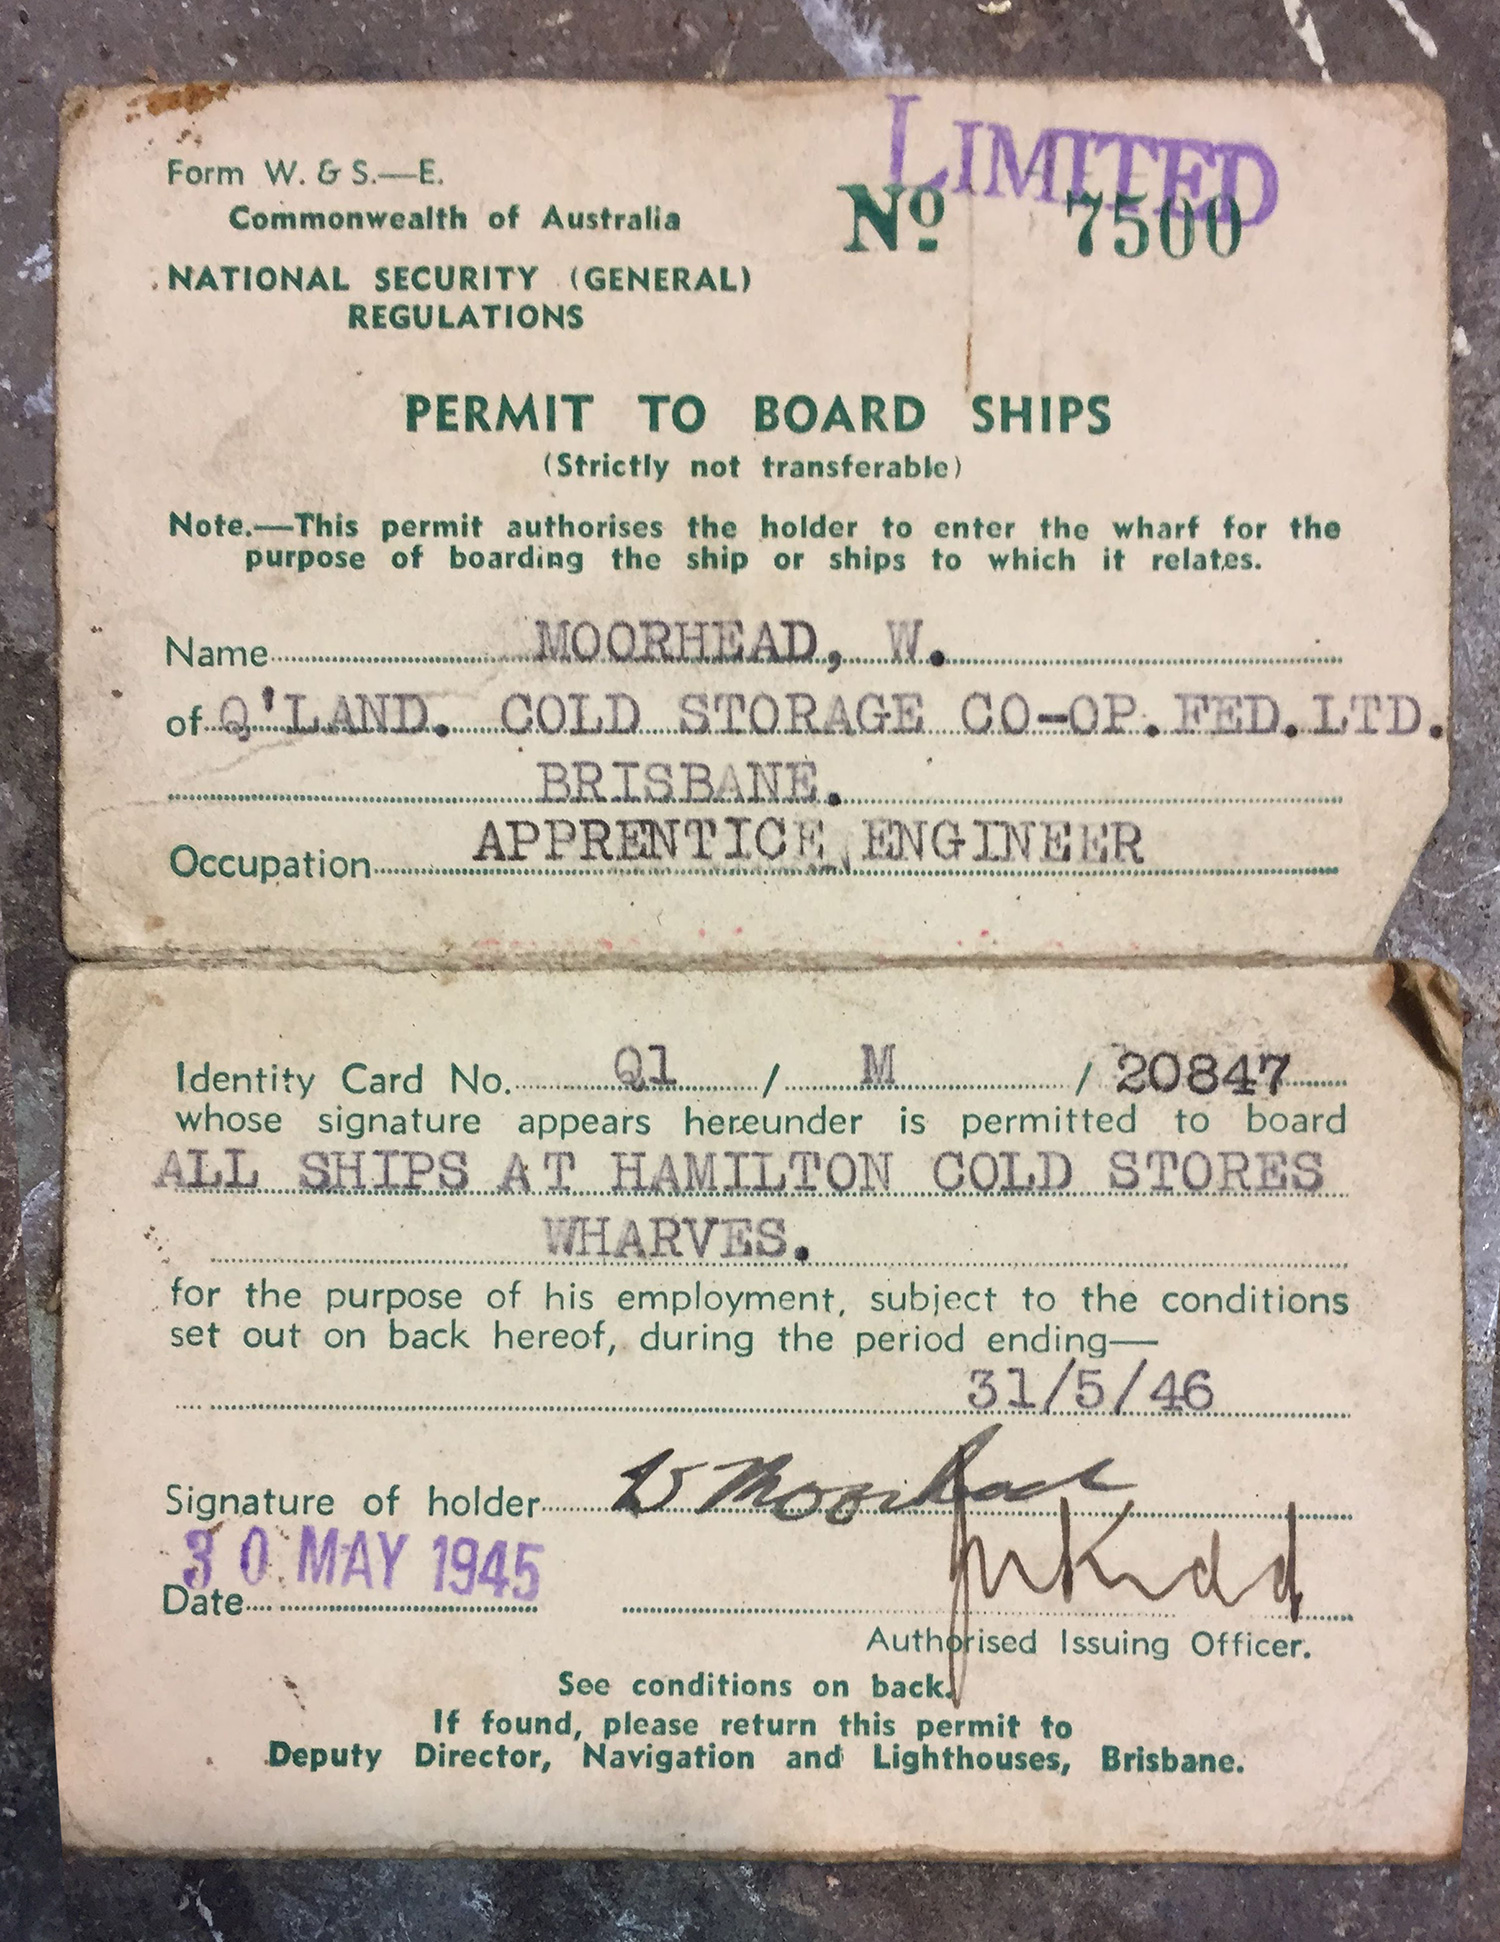 LIMITED
Form W. & S.—E.
Commonwealth of Australia
Nº 7500
NATIONAL SECURITY (GENERAL)
REGULATIONS
PERMIT TO BOARD SHIPS
(Strictly not transferable)
Note.—This permit authorises the holder to enter the wharf for the
purpose of boarding the ship or ships to which it relates.
Name MOORHEAD, W.
of Q'LAND. COLD STORAGE CO-OP. FED. LTD.
BRISBANE.
Occupation APPRENTICE ENGINEER
Identity Card No. Q1 / M / 20847
whose signature appears hereunder is permitted to board
ALL SHIPS AT HAMILTON COLD STORES
WHARVES.
for the purpose of his employment, subject to the conditions
set out on back hereof, during the period ending—
31/5/46
Signature of holder W Moorhead
30 MAY 1945
Date
Kidd
Authorised Issuing Officer.
See conditions on back.
If found, please return this permit to
Deputy Director, Navigation and Lighthouses, Brisbane.